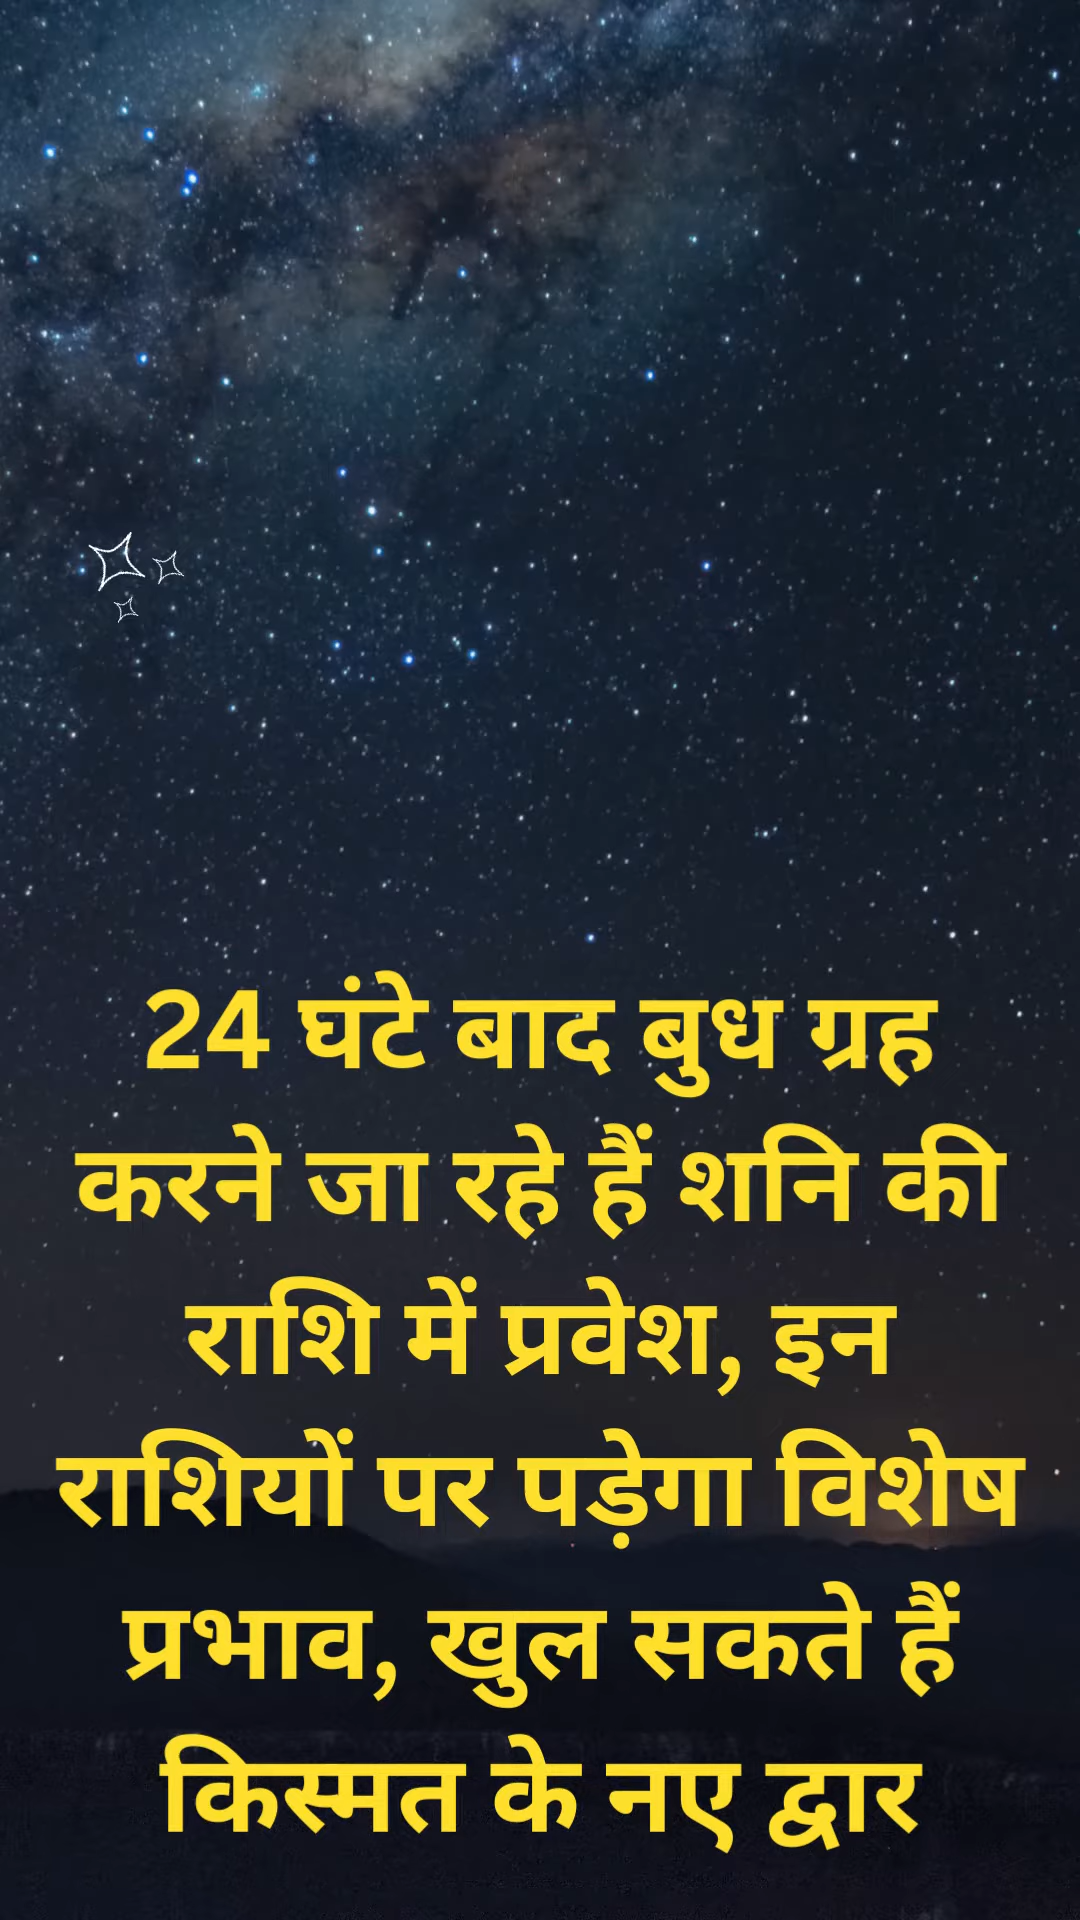 24 घंटे बाद बुध ग्रह
करने जा रहे हैं शनि की
राशि में प्रवेश, इन
राशियों पर पड़ेगा विशेष
प्रभाव, खुल सकते हैं
किस्मत के नए द्वार